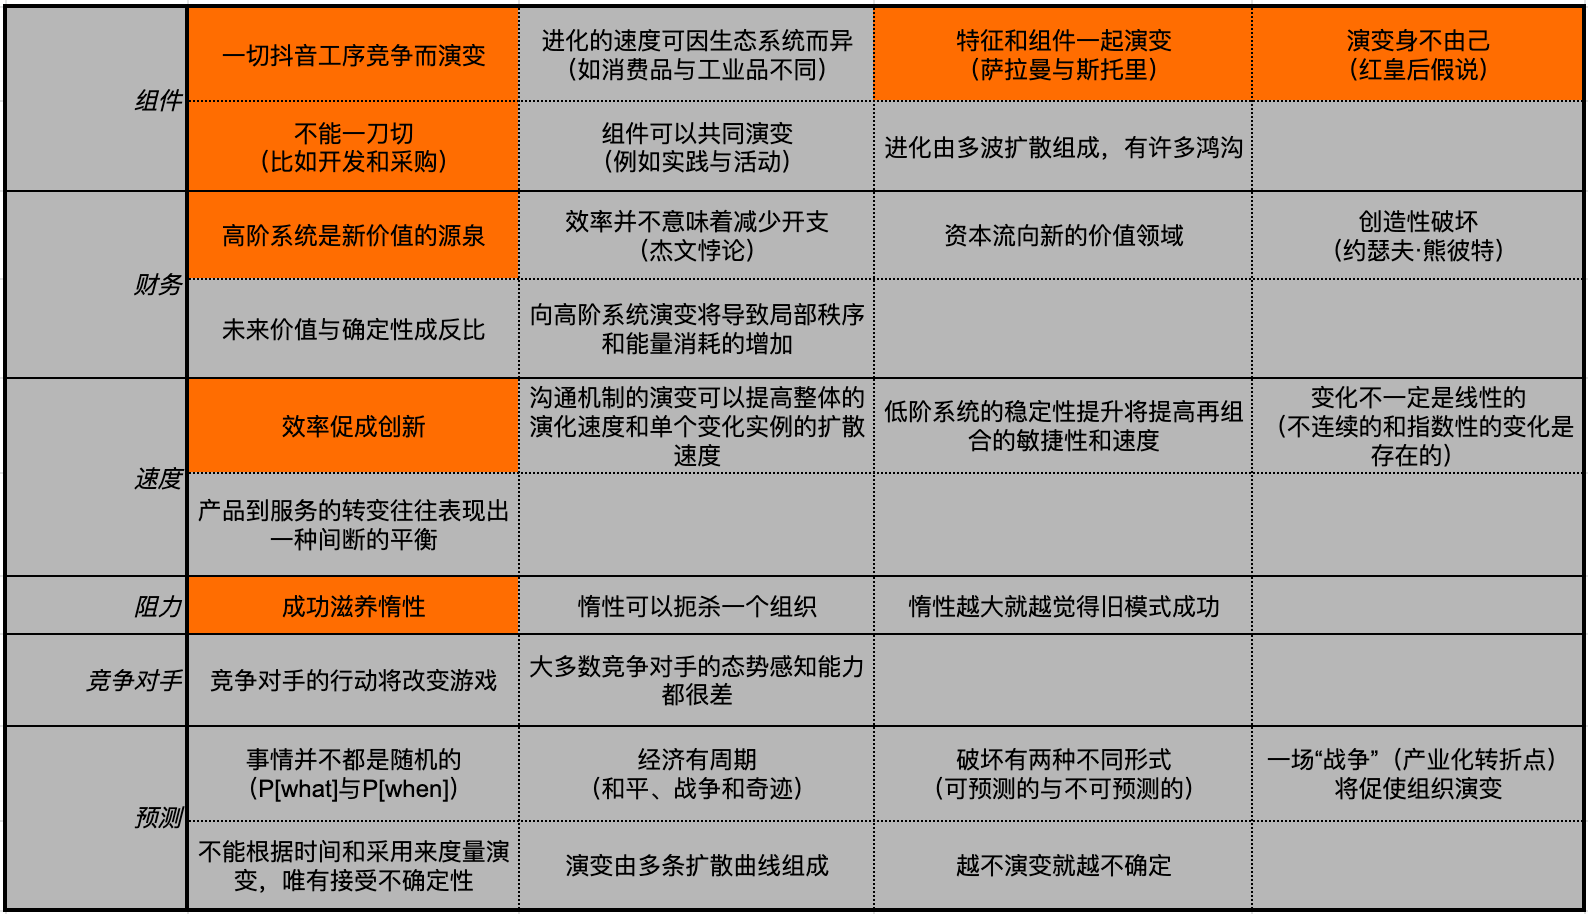 组件
一切抖音工序竞争而演变
进化的速度可因生态系统而异
（如消费品与工业品不同）
特征和组件一起演变
（萨拉曼与斯托里）
演变身不由己
（红皇后假说）
不能一刀切
（比如开发和采购）
组件可以共同演变
（例如实践与活动）
进化由多波扩散组成，有许多鸿沟
财务
高阶系统是新价值的源泉
效率并不意味着减少开支
（杰文悖论）
资本流向新的价值领域
创造性破坏
（约瑟夫·熊彼特）
未来价值与确定性成反比
向高阶系统演变将导致局部秩序
和能量消耗的增加
速度
效率促成创新
沟通机制的演变可以提高整体的
演化速度和单个变化实例的扩散
速度
低阶系统的稳定性提升将提高再组
合的敏捷性和速度
变化不一定是线性的
（不连续的和指数性的变化是
存在的）
产品到服务的转变往往表现出
一种间断的平衡
阻力
成功滋养惰性
惰性可以扼杀一个组织
惰性越大就越觉得旧模式成功
竞争对手
竞争对手的行动将改变游戏
大多数竞争对手的态势感知能力
都很差
预测
事情并不都是随机的
（P[what]与P[when]）
经济有周期
（和平、战争和奇迹）
破坏有两种不同形式
（可预测的与不可预测的）
一场“战争”（产业化转折点）
将促使组织演变
不能根据时间和采用来度量演
变，唯有接受不确定性
演变由多条扩散曲线组成
越不演变就越不确定